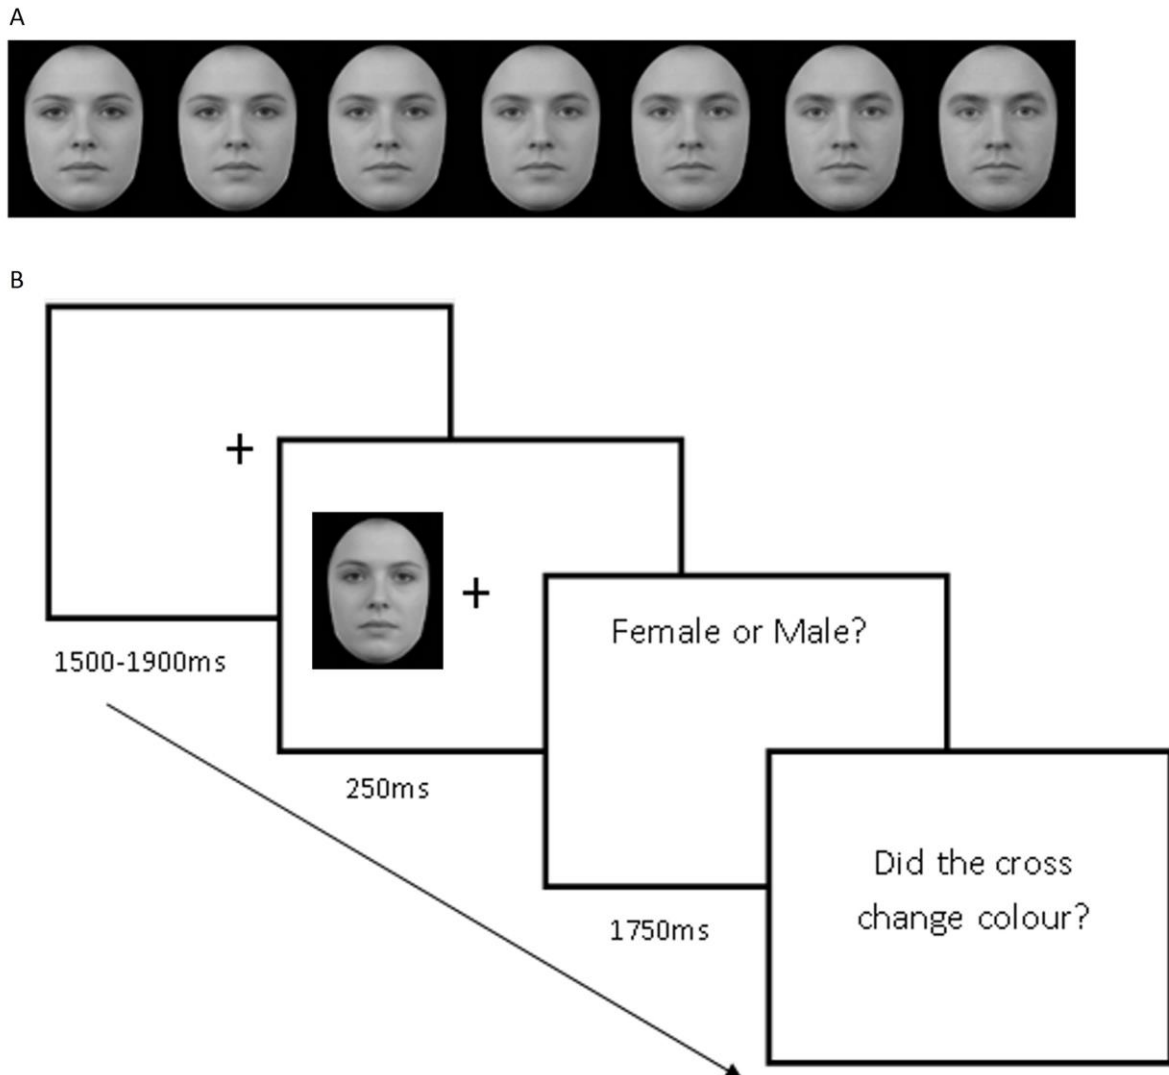 A
B
1500-1900ms
250ms
Female or Male?
1750ms
Did the cross
change colour?